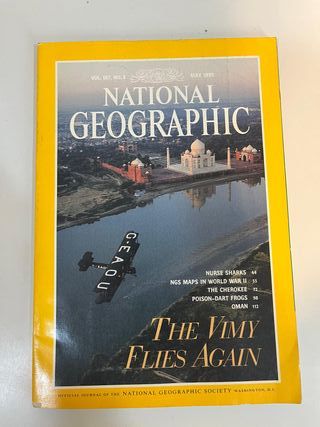 VOL. 187, NO. 5 MAY 1995
NATIONAL
GEOGRAPHIC
NURSE SHARKS 44
NGS MAPS IN WORLD WAR II 55
THE CHEROKEE 72
POISON-DART FROGS 98
OMAN 112
G-EAOU
THE VIMY
FLIES AGAIN
OFFICIAL JOURNAL OF THE NATIONAL GEOGRAPHIC SOCIETY WASHINGTON, D.C.